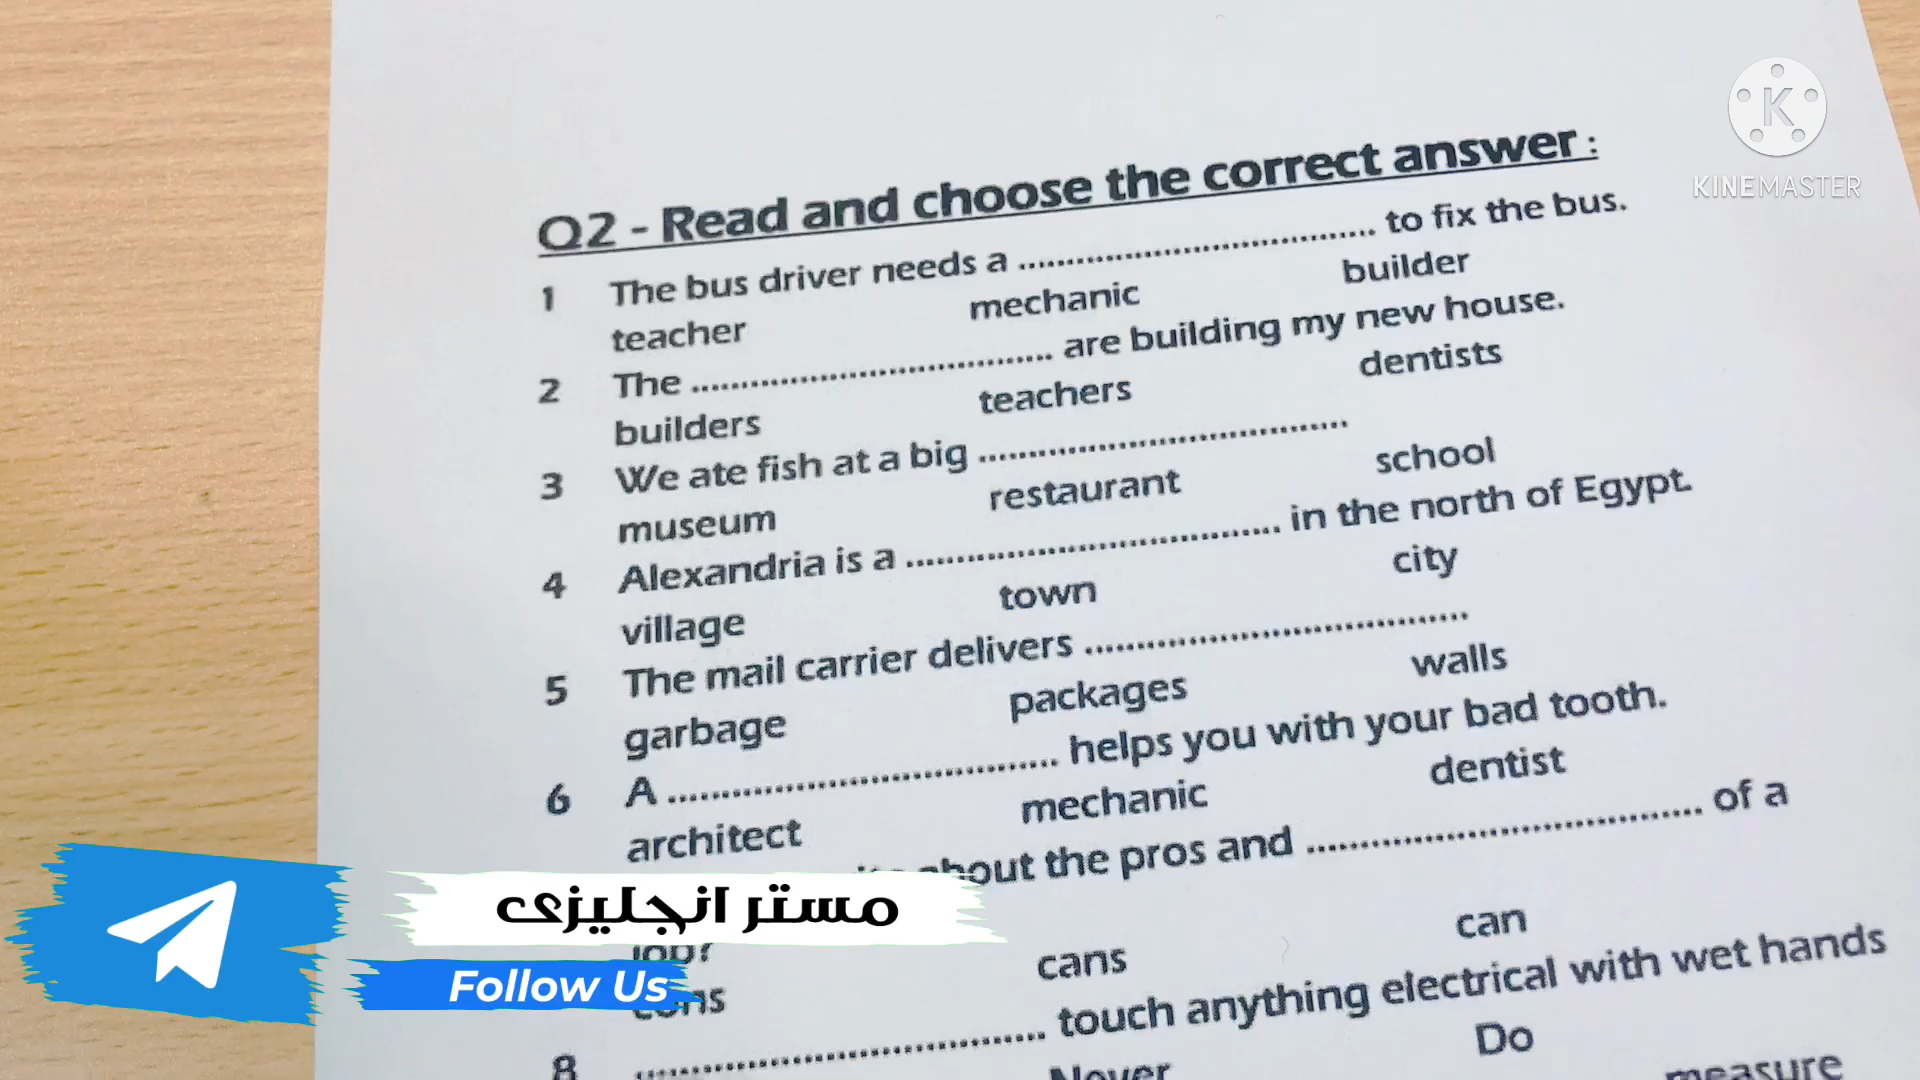 KINEMASTER
Q2 - Read and choose the correct answer :
1 The bus driver needs a .................................... to fix the bus.
teacher mechanic builder
2 The .................................... are building my new house.
builders teachers dentists
3 We ate fish at a big ....................................
museum restaurant school
4 Alexandria is a .................................... in the north of Egypt.
village town city
5 The mail carrier delivers ....................................
garbage packages walls
6 A .................................... helps you with your bad tooth.
architect mechanic dentist
about the pros and .................................... of a
job?
cons cans can
8 .................................... touch anything electrical with wet hands
Never Do
measure
مستر انجليزى
Follow Us